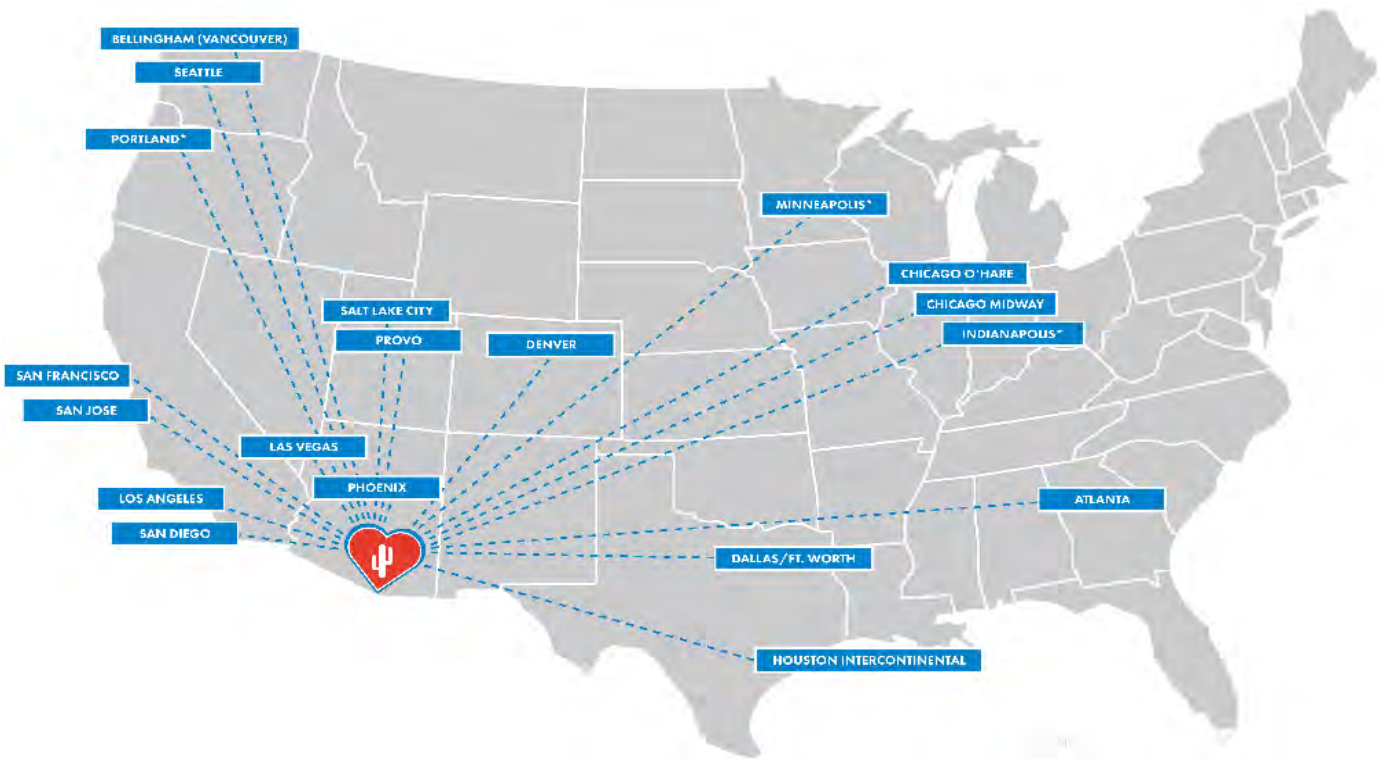 BELLINGHAM (VANCOUVER)
SEATTLE
PORTLAND*
MINNEAPOLIS*
CHICAGO O'HARE
CHICAGO MIDWAY
SALT LAKE CITY
INDIANAPOLIS*
PROVO
DENVER
SAN FRANCISCO
SAN JOSE
LAS VEGAS
PHOENIX
LOS ANGELES
ATLANTA
SAN DIEGO
DALLAS/FT. WORTH
HOUSTON INTERCONTINENTAL